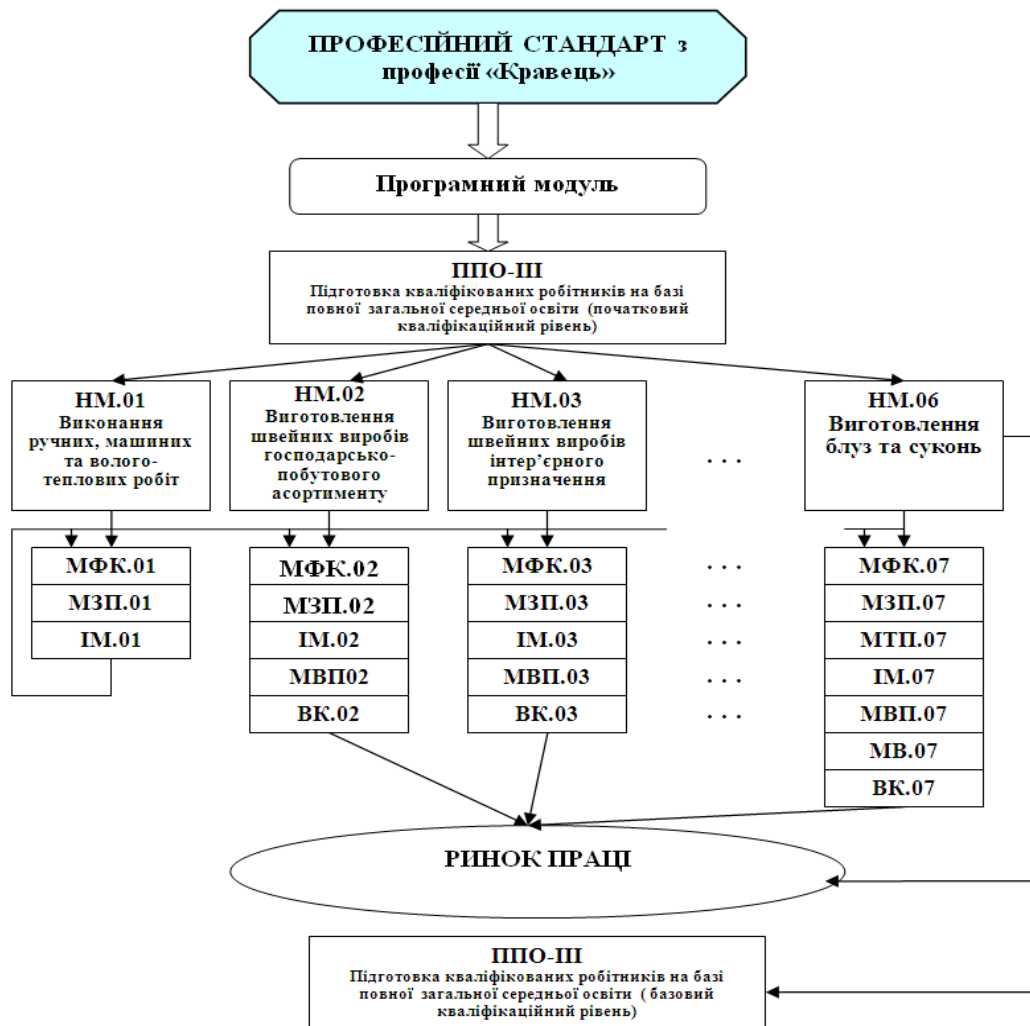 ПРОФЕСІЙНИЙ СТАНДАРТ з
професії «Кравець»
Програмний модуль
ППО-ІІІ
Підготовка кваліфікованих робітників на базі
повної загальної середньої освіти (початковий
кваліфікаційний рівень)
НМ.01
Виконання
ручних, машиних
та волого-
теплових робіт
НМ.02
Виготовлення
швейних виробів
господарсько-
побутового
асортименту
НМ.03
Виготовлення
швейних виробів
інтер’єрного
призначення
. . .
НМ.06
Виготовлення
блуз та суконь
МФК.01
МЗП.01
ІМ.01
МФК.02
МЗП.02
ІМ.02
МВП02
ВК.02
МФК.03
МЗП.03
ІМ.03
МВП.03
ВК.03
. . .
. . .
. . .
. . .
. . .
МФК.07
МЗП.07
МТП.07
ІМ.07
МВП.07
МВ.07
ВК.07
РИНОК ПРАЦІ
ППО-ІІІ
Підготовка кваліфікованих робітників на базі
повної загальної середньої освіти ( базовий
кваліфікаційний рівень)